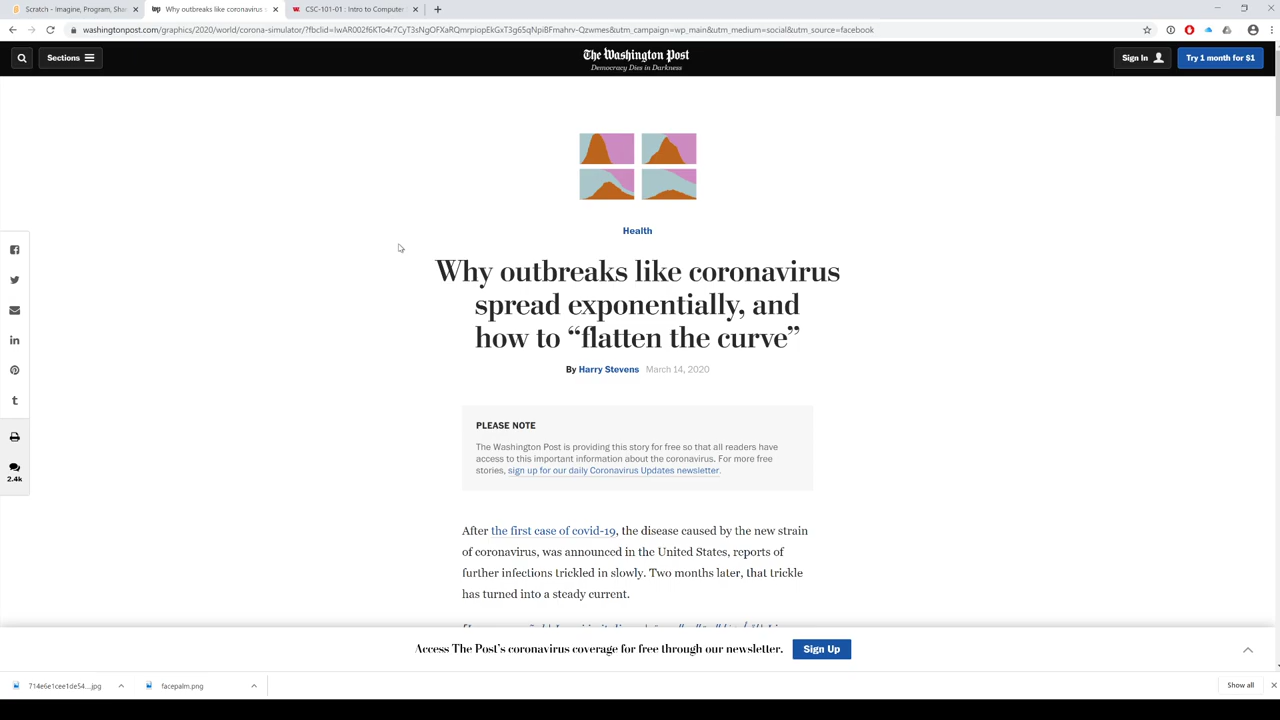 Scratch - Imagine, Program, Shar
Why outbreaks like coronavirus s
CSC-101-01 : Intro to Computer
washingtonpost.com/graphics/2020/world/corona-simulator/?fbclid=IwAR002f6KTo4r7CyT3sNgOFXaRQmrpiopEkGxT3g65qNpiBFmahrv-Qzwmes&utm_campaign=wp_main&utm_medium=social&utm_source=facebook
Sections
The Washington Post
Democracy Dies in Darkness
Sign In
Try 1 month for $1
Health
Why outbreaks like coronavirus
spread exponentially, and
how to “flatten the curve”
By Harry Stevens March 14, 2020
PLEASE NOTE
The Washington Post is providing this story for free so that all readers have
access to this important information about the coronavirus. For more free
stories, sign up for our daily Coronavirus Updates newsletter.
2.4k
After the first case of covid-19, the disease caused by the new strain
of coronavirus, was announced in the United States, reports of
further infections trickled in slowly. Two months later, that trickle
has turned into a steady current.
Access The Post’s coronavirus coverage for free through our newsletter.
Sign Up
714e6e1cee1de54....jpg
facepalm.png
Show all